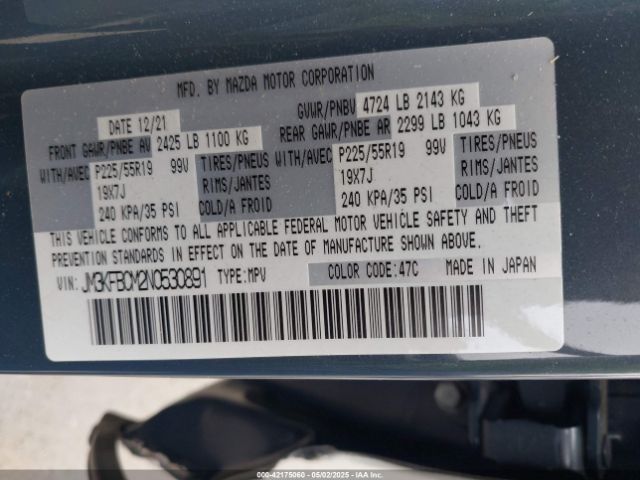 MFD. BY MAZDA MOTOR CORPORATION
DATE 12/21 GVWR/PNBV 4724 LB 2143 KG
FRONT GAWR/PNBE AV 2425 LB 1100 KG REAR GAWR/PNBE AR 2299 LB 1043 KG
WITH/AVEC P225/55R19 99V TIRES/PNEUS WITH/AVEC P225/55R19 99V TIRES/PNEUS
19X7J RIMS/JANTES 19X7J RIMS/JANTES
240 KPA/35 PSI COLD/A FROID 240 KPA/35 PSI COLD/A FROID
THIS VEHICLE CONFORMS TO ALL APPLICABLE FEDERAL MOTOR VEHICLE SAFETY AND THEFT
PREVENTION STANDARDS IN EFFECT ON THE DATE OF MANUFACTURE SHOWN ABOVE.
VIN: JM3KFBCM2N0530891 TYPE:MPV COLOR CODE:47C MADE IN JAPAN
000-42175060 - 05/02/2025 - IAAI.COM